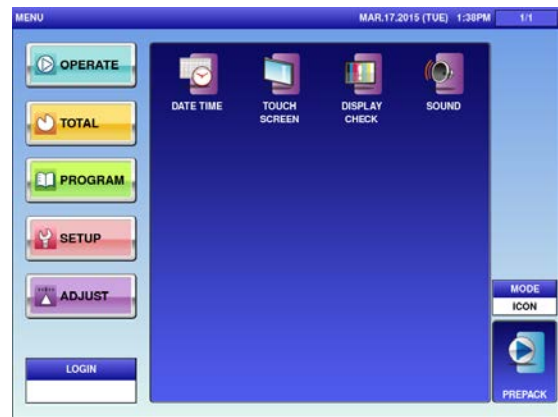 MENU
MAR.17.2015 (TUE) 1:38PM
1/1
OPERATE
TOTAL
PROGRAM
SETUP
ADJUST
LOGIN
DATE TIME
TOUCH
SCREEN
DISPLAY
CHECK
SOUND
MODE
ICON
PREPACK